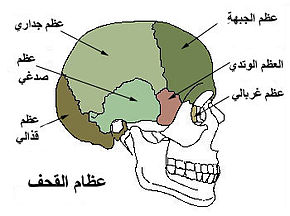 عظم الجبهة
العظم الوتدي
عظم غربالي
عظم جداري
عظم
صدغي
عظم
قذالي
عظام القحف